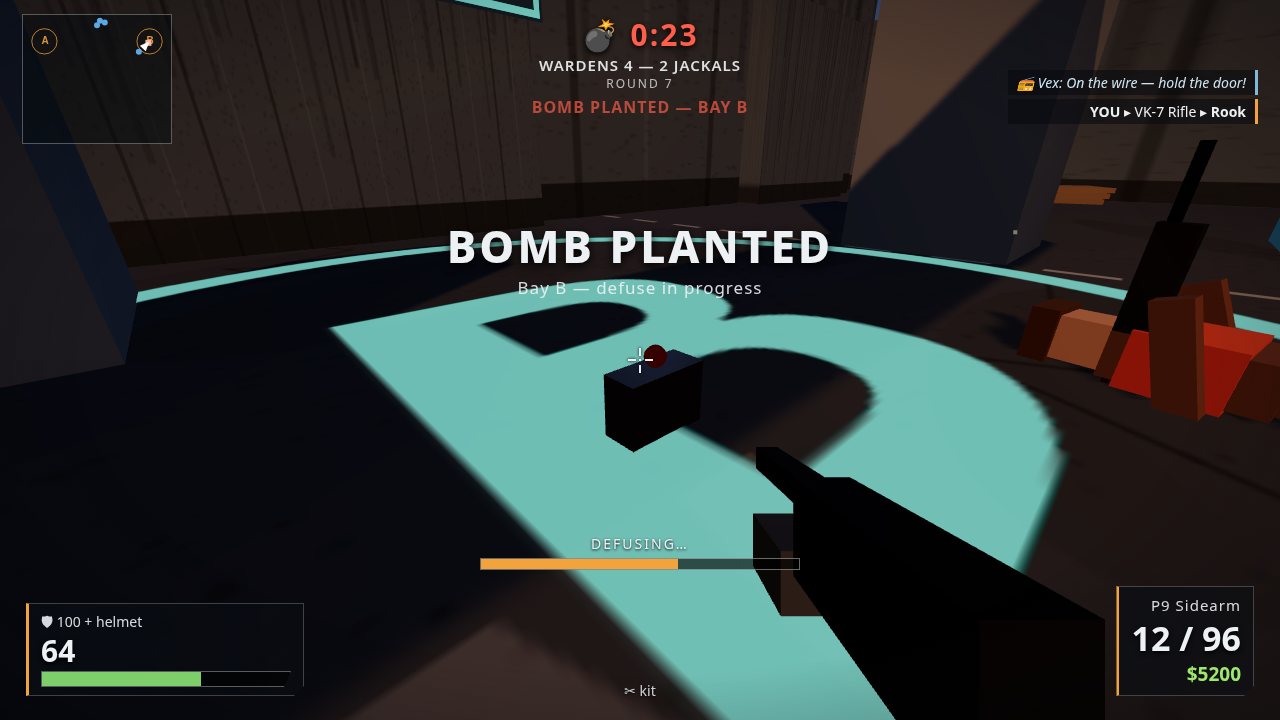 A
B
0:23
WARDENS 4 — 2 JACKALS
ROUND 7
BOMB PLANTED — BAY B
Vex: On the wire — hold the door!
YOU ▸ VK-7 Rifle ▸ Rook
BOMB PLANTED
Bay B — defuse in progress
B
DEFUSING…
100 + helmet
64
✂ kit
P9 Sidearm
12 / 96
$5200